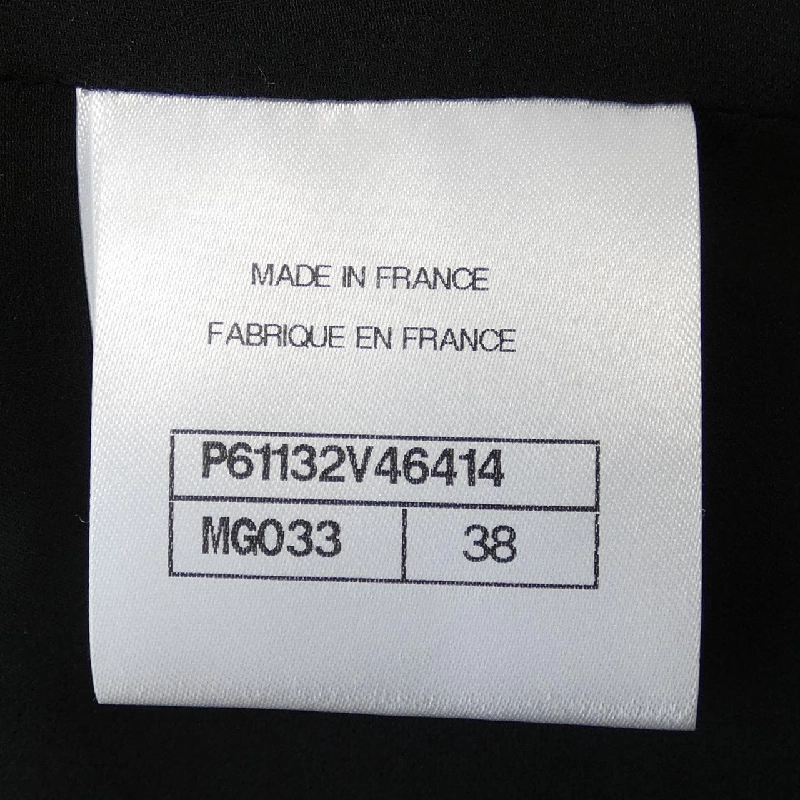 MADE IN FRANCE
FABRIQUE EN FRANCE
P61132V46414
MG033 38